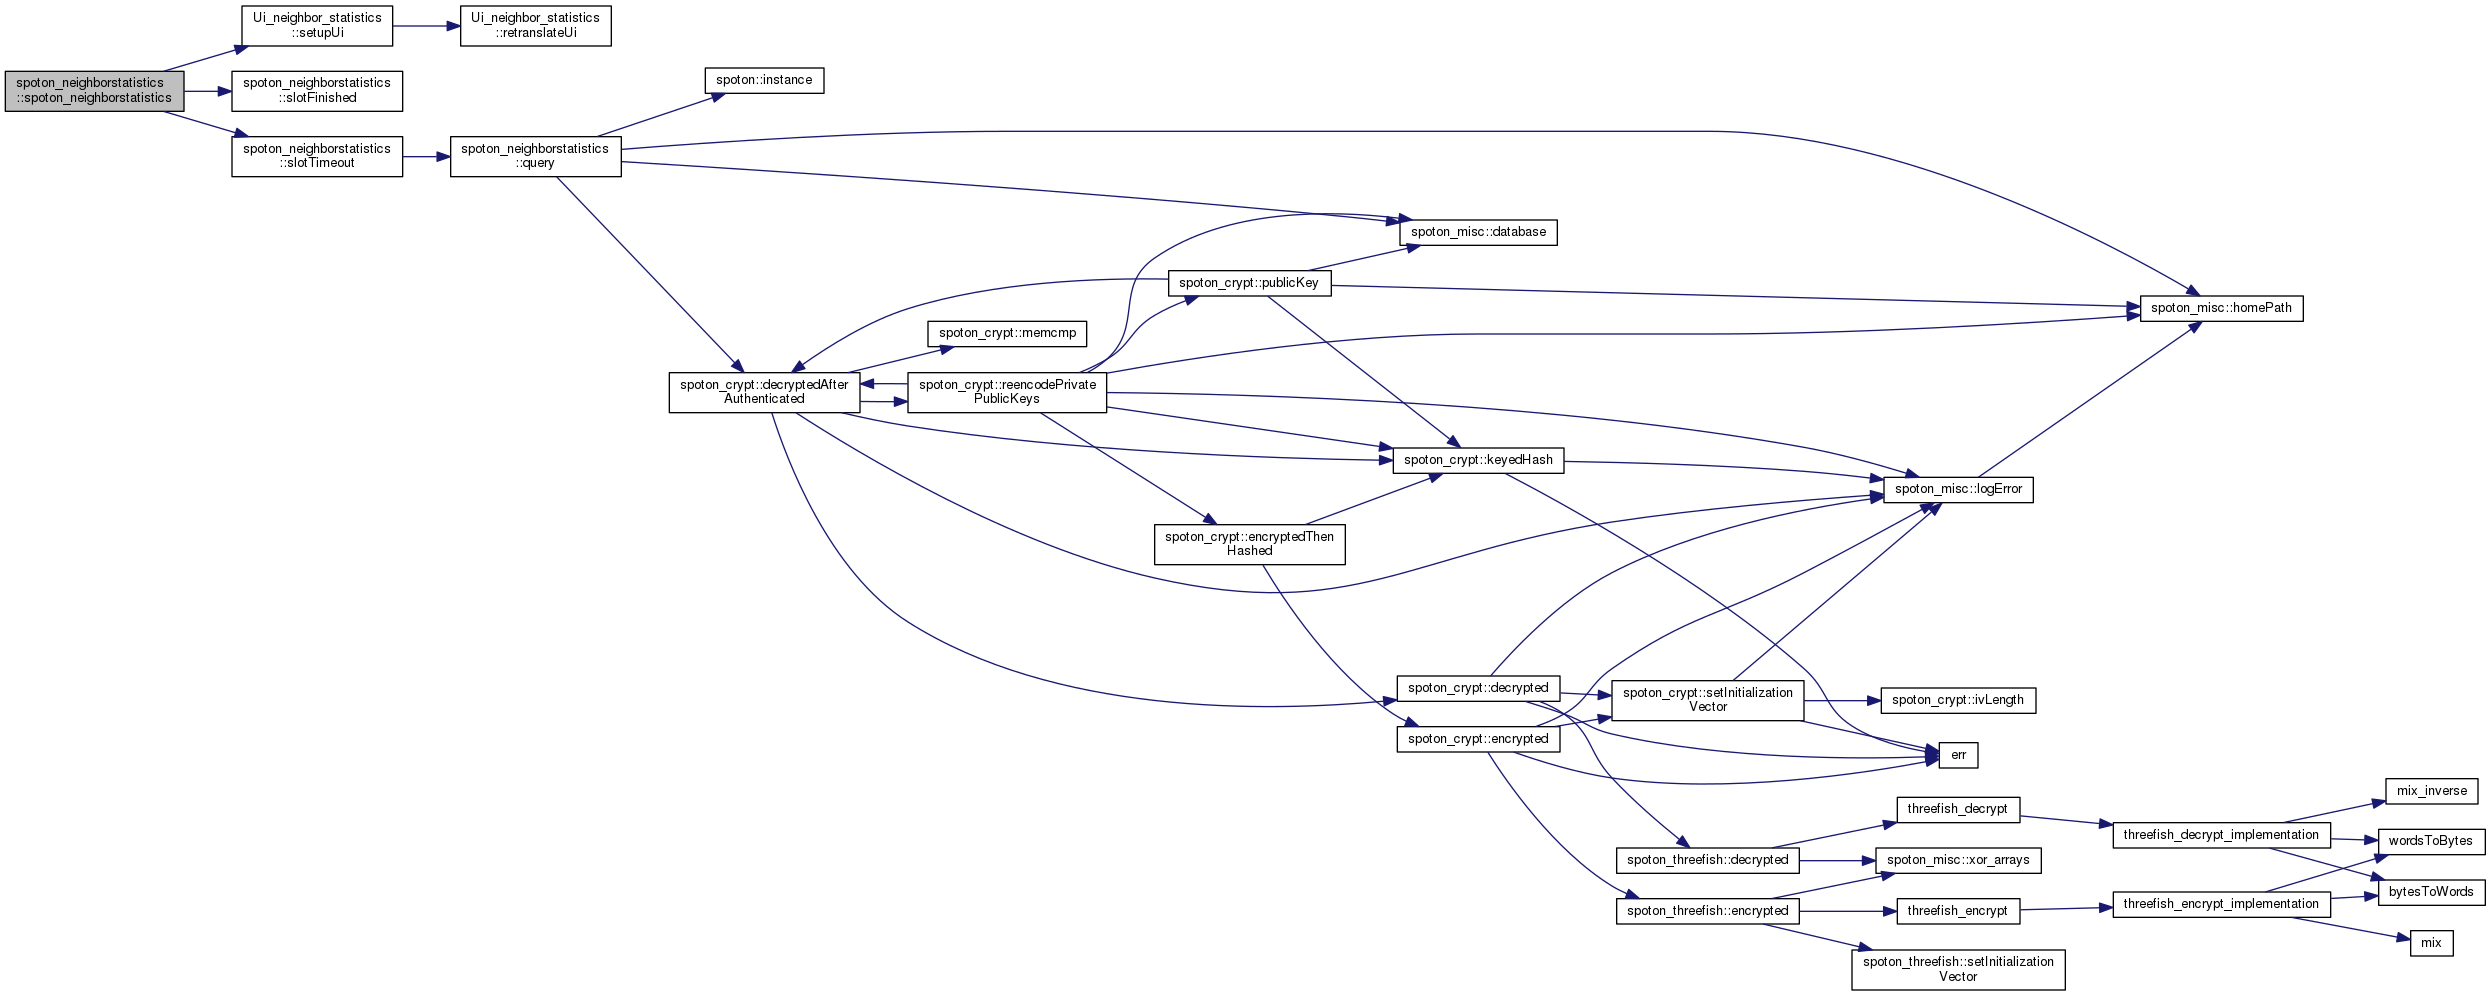 Ui_neighbor_statistics
::setupUi
Ui_neighbor_statistics
::retranslateUi
spoton_neighborstatistics
::spoton_neighborstatistics
spoton_neighborstatistics
::slotFinished
spoton::instance
spoton_neighborstatistics
::slotTimeout
spoton_neighborstatistics
::query
spoton_misc::database
spoton_crypt::publicKey
spoton_misc::homePath
spoton_crypt::memcmp
spoton_crypt::decryptedAfter
Authenticated
spoton_crypt::reencodePrivate
PublicKeys
spoton_crypt::keyedHash
spoton_misc::logError
spoton_crypt::encryptedThen
Hashed
spoton_crypt::decrypted
spoton_crypt::setInitialization
Vector
spoton_crypt::ivLength
spoton_crypt::encrypted
err
mix_inverse
threefish_decrypt
threefish_decrypt_implementation
wordsToBytes
spoton_threefish::decrypted
spoton_misc::xor_arrays
bytesToWords
spoton_threefish::encrypted
threefish_encrypt
threefish_encrypt_implementation
mix
spoton_threefish::setInitialization
Vector